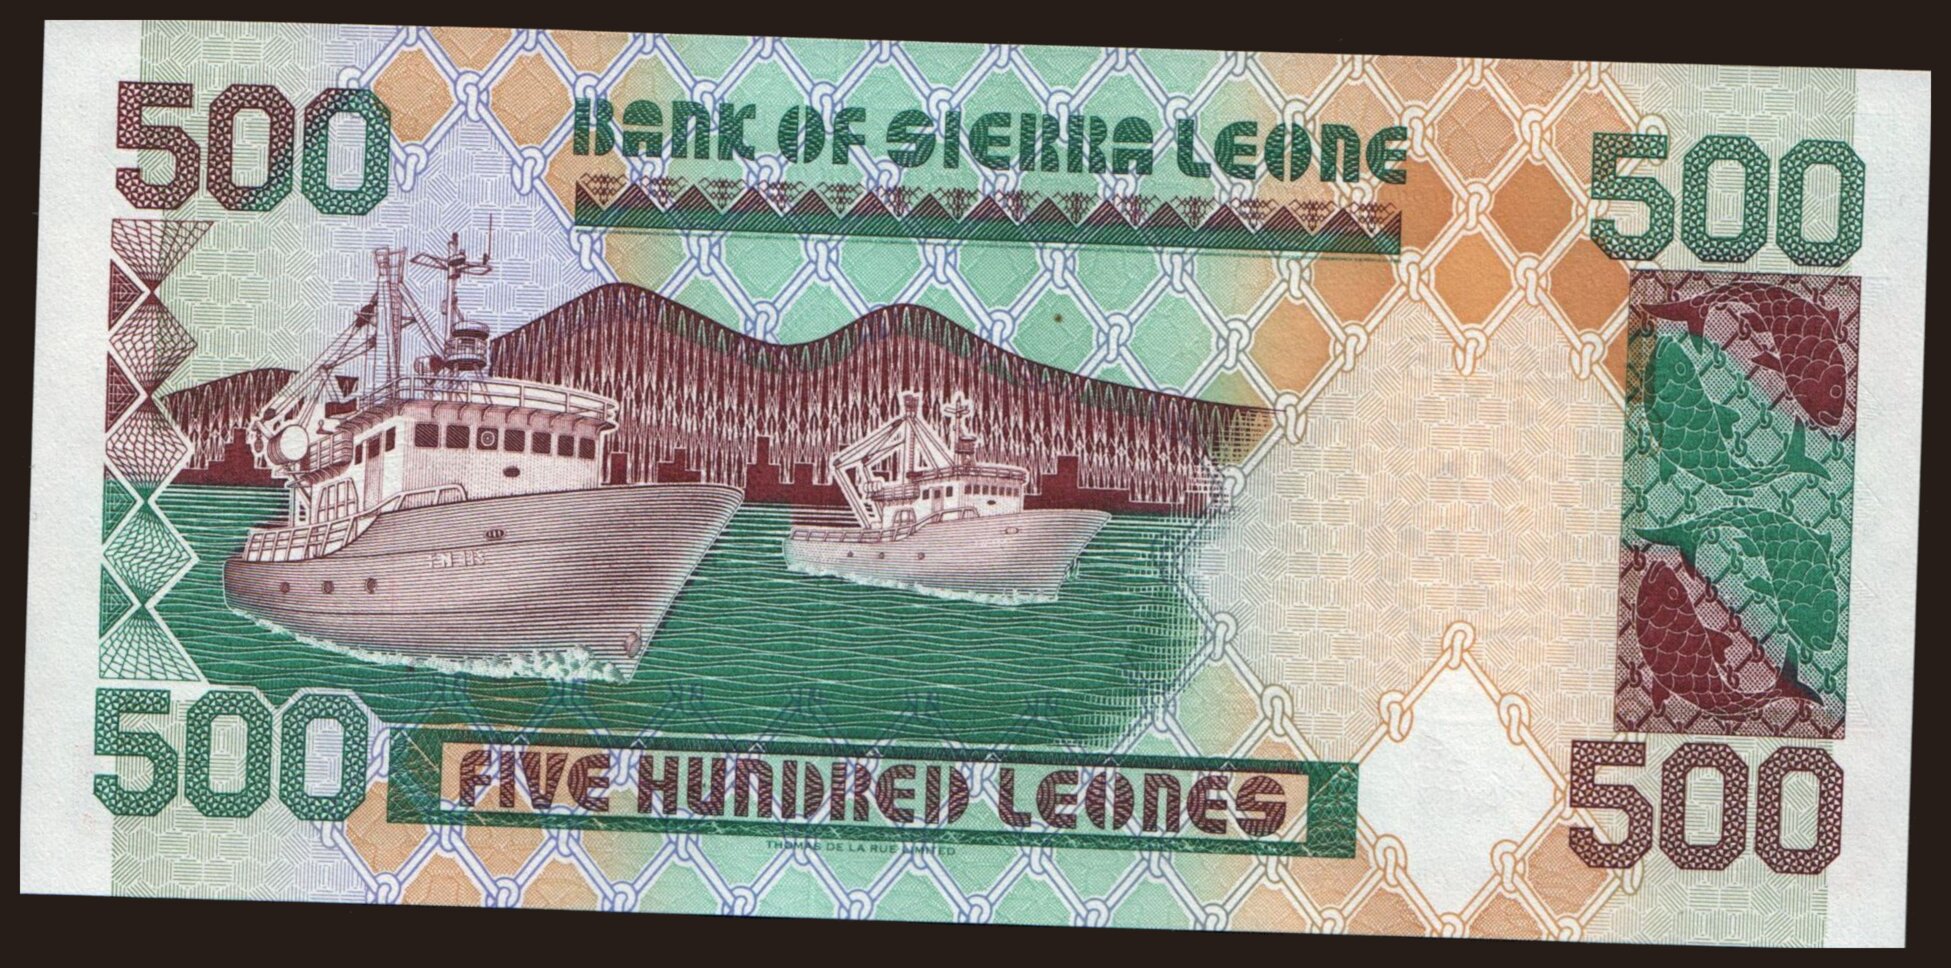 500
BANK OF SIERRA LEONE
500
500
FIVE HUNDRED LEONES
500
THOMAS DE LA RUE LIMITED